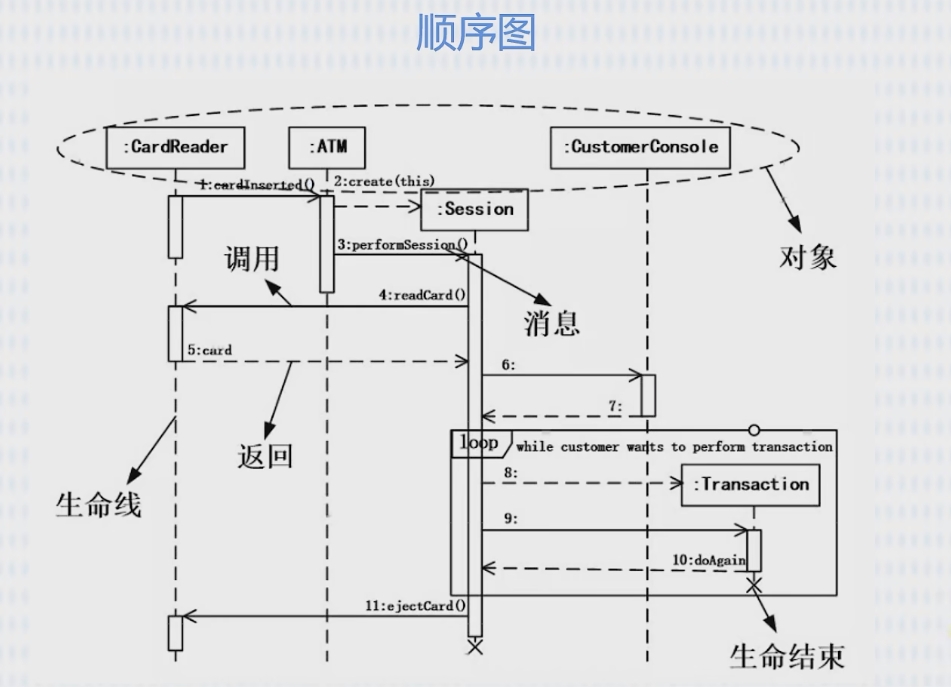 顺序图
:CardReader
:ATM
:CustomerConsole
1:cardInserted()
2:create(this)
:Session
对象
3:performSession()
调用
4:readCard()
消息
5:card
6:
7:
返回
loop
while customer wants to perform transaction
8:
:Transaction
生命线
9:
10:doAgain
11:ejectCard()
生命结束